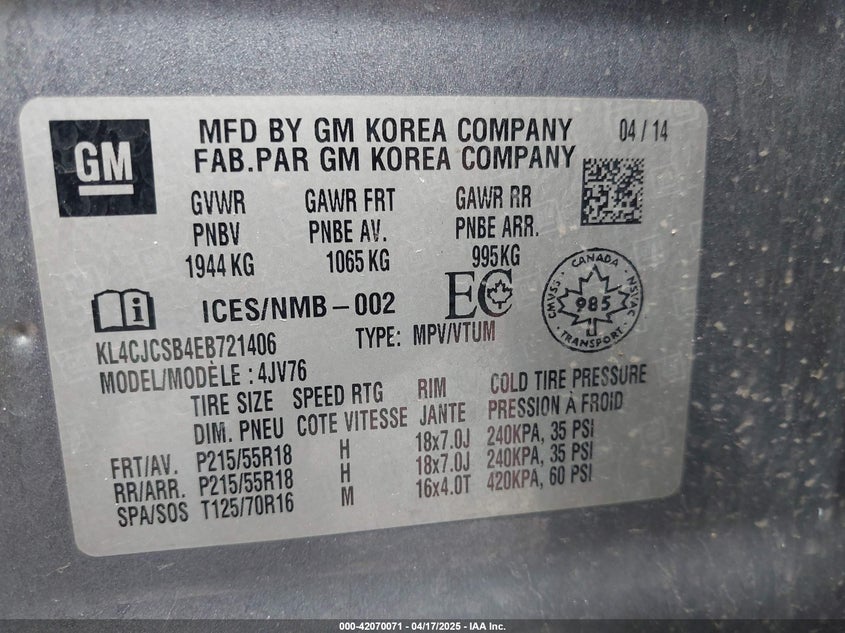 GM
MFD BY GM KOREA COMPANY
04 / 14
FAB.PAR GM KOREA COMPANY
GVWR GAWR FRT GAWR RR
PNBV PNBE AV. PNBE ARR.
1944 KG 1065 KG 995KG
ICES/NMB-002 EC
CANADA
CMVSS 985 NSVAC
TRANSPORT
KL4CJCSB4EB721406 TYPE: MPV/VTUM
MODEL/MODÈLE : 4JV76
TIRE SIZE SPEED RTG RIM COLD TIRE PRESSURE
DIM. PNEU COTE VITESSE JANTE PRESSION À FROID
FRT/AV. P215/55R18 H 18x7.0J 240KPA, 35 PSI
RR/ARR. P215/55R18 H 18x7.0J 240KPA, 35 PSI
SPA/SOS T125/70R16 M 16x4.0T 420KPA, 60 PSI
000-42070071 - 04/17/2025 - IAA Inc.